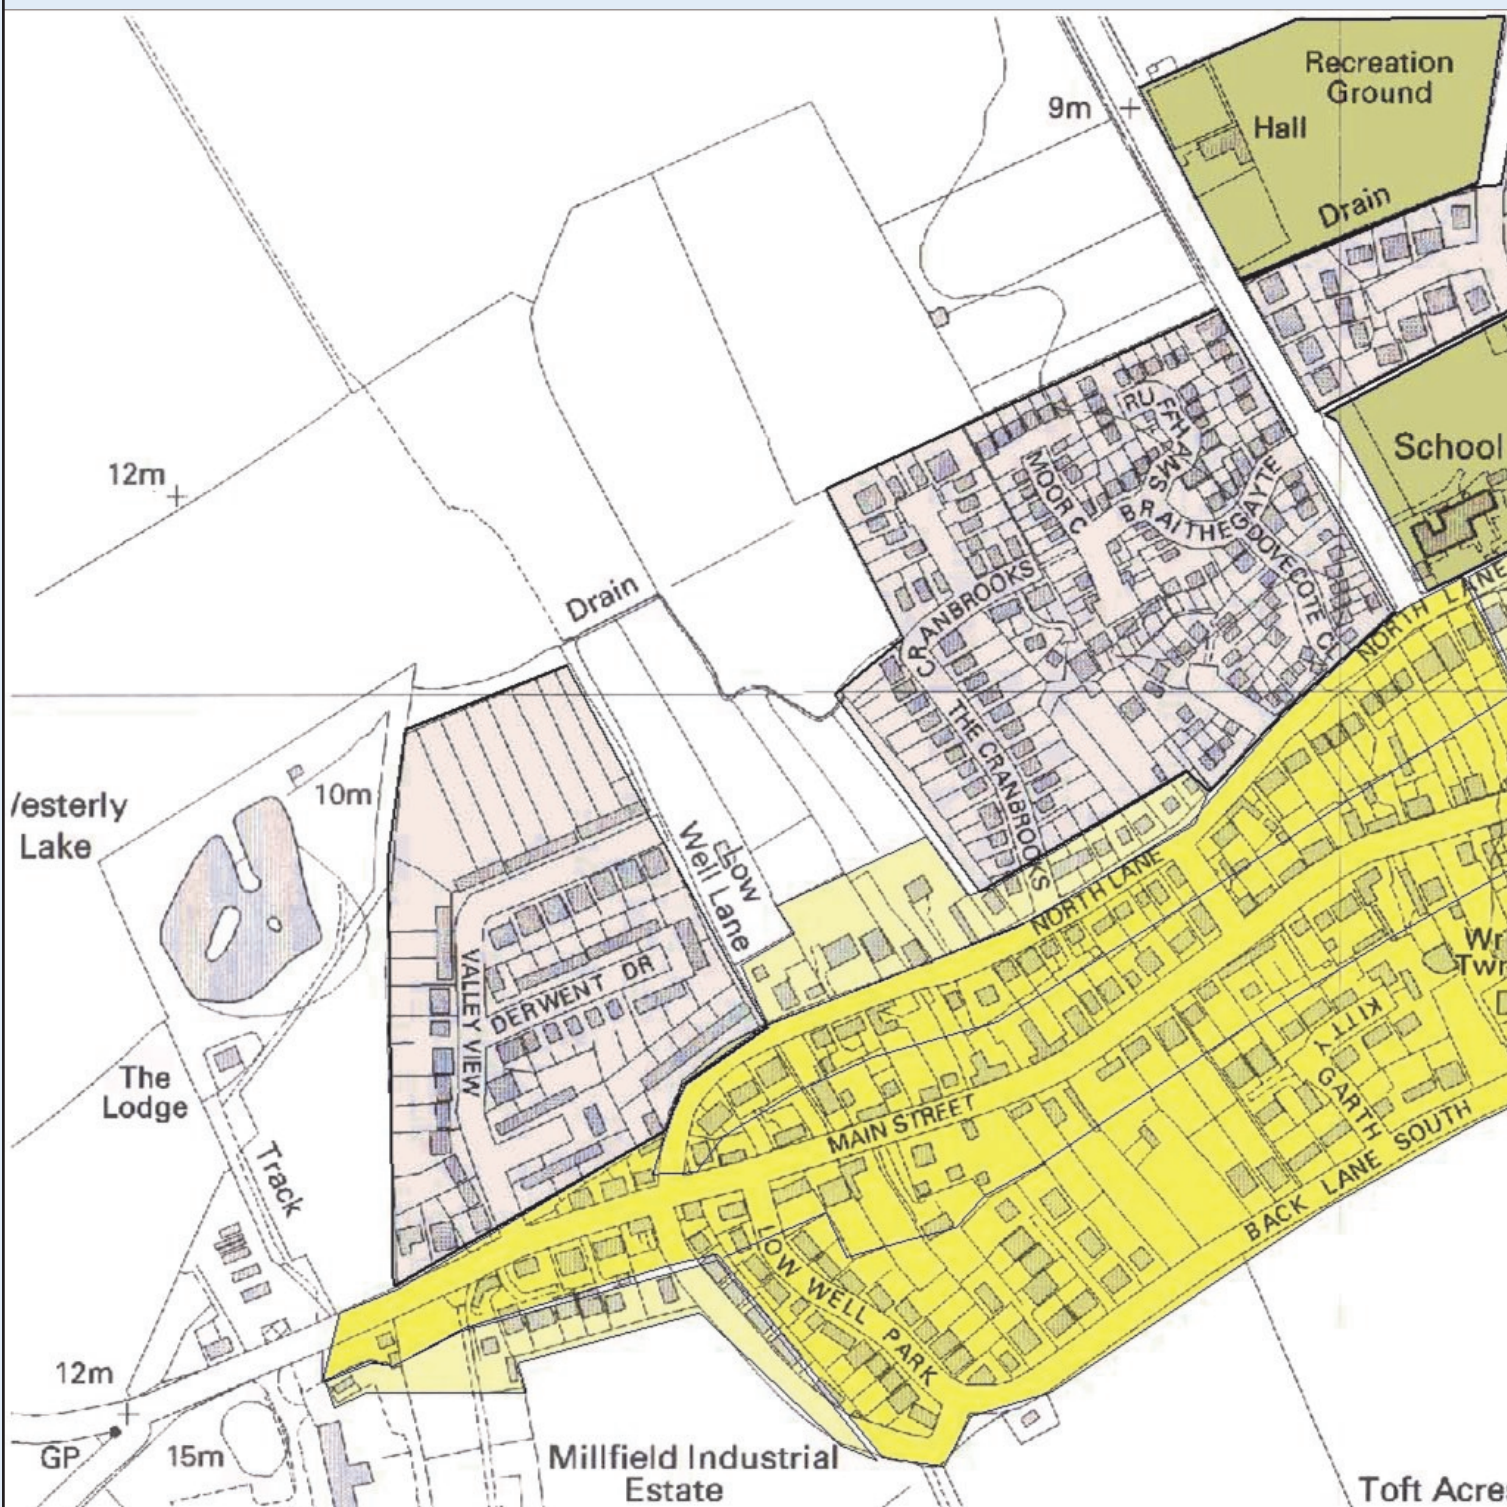 Recreation
Ground
9m
Hall
Drain
RUFFHAMS
School
MOOR C
12m
BRAITHEGAYTE
DOVECOTE C
NORTH LANE
CRANBROOKS
Drain
THE CRANBROOKS
/esterly
Lake
10m
Low
Well Lane
NORTH LANE
VALLEY VIEW
DERWENT DR
Wr
Twr
KITTY GARTH
The
Lodge
MAIN STREET
BACK LANE SOUTH
Track
LOW WELL PARK
12m
GP
15m
Millfield Industrial
Estate
Toft Acre